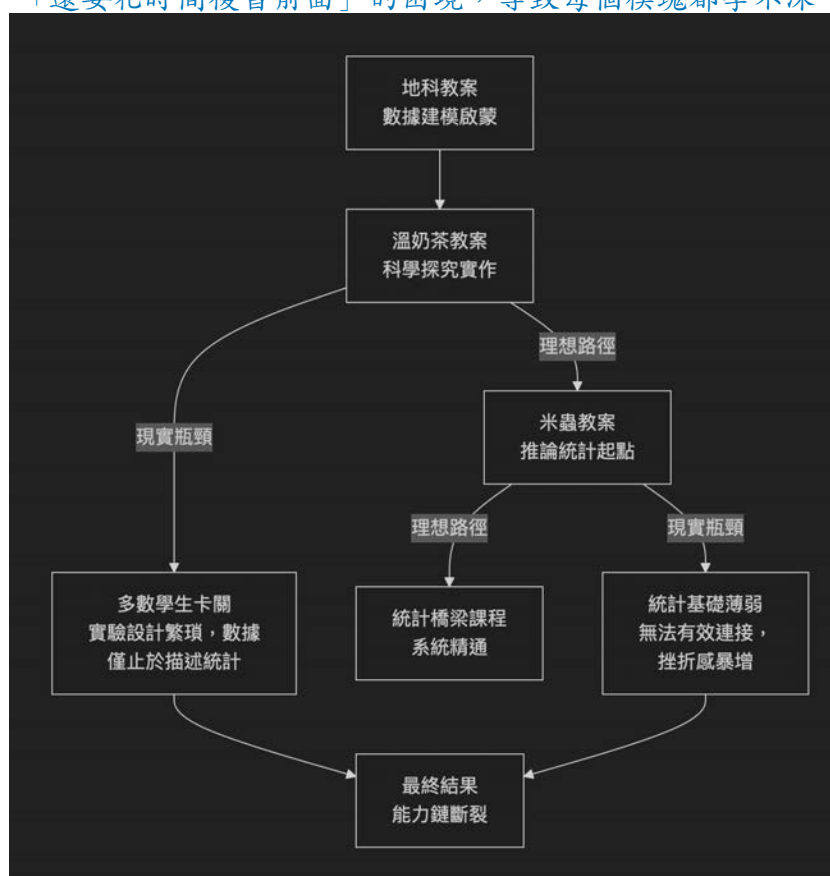 「還要花時間複習前面」的困境，導致每個模塊都學不深
地科教案
數據建模啟蒙
溫奶茶教案
科學探究實作
理想路徑
現實瓶頸
米蟲教案
推論統計起點
理想路徑
現實瓶頸
多數學生卡關
實驗設計繁瑣，數據
僅止於描述統計
統計橋梁課程
系統精通
統計基礎薄弱
無法有效連接，
挫折感暴增
最終結果
能力鏈斷裂